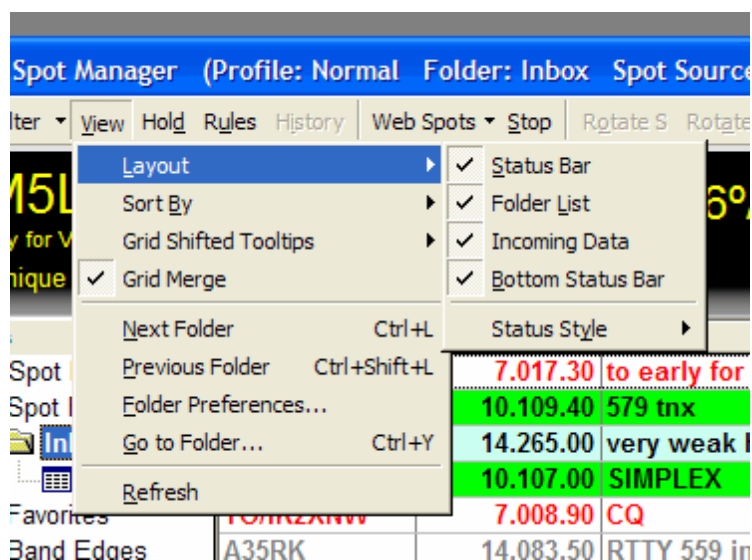 Spot Manager (Profile: Normal Folder: Inbox Spot Source
lter View Hold Rules History Web Spots Stop Rotate S Rotate
Layout
Sort By
Grid Shifted Tooltips
Grid Merge
Next Folder Ctrl+L
Previous Folder Ctrl+Shift+L
Folder Preferences...
Go to Folder... Ctrl+Y
Refresh
Status Bar
Folder List
Incoming Data
Bottom Status Bar
Status Style
6%
y for V
nique
Spot
7.017.30 to early for
Spot
10.109.40 579 tnx
14.265.00 very weak
10.107.00 SIMPLEX
Favorites 7.008.90 CQ
Band Edges A35RK 14.083.50 RTTY 559 in